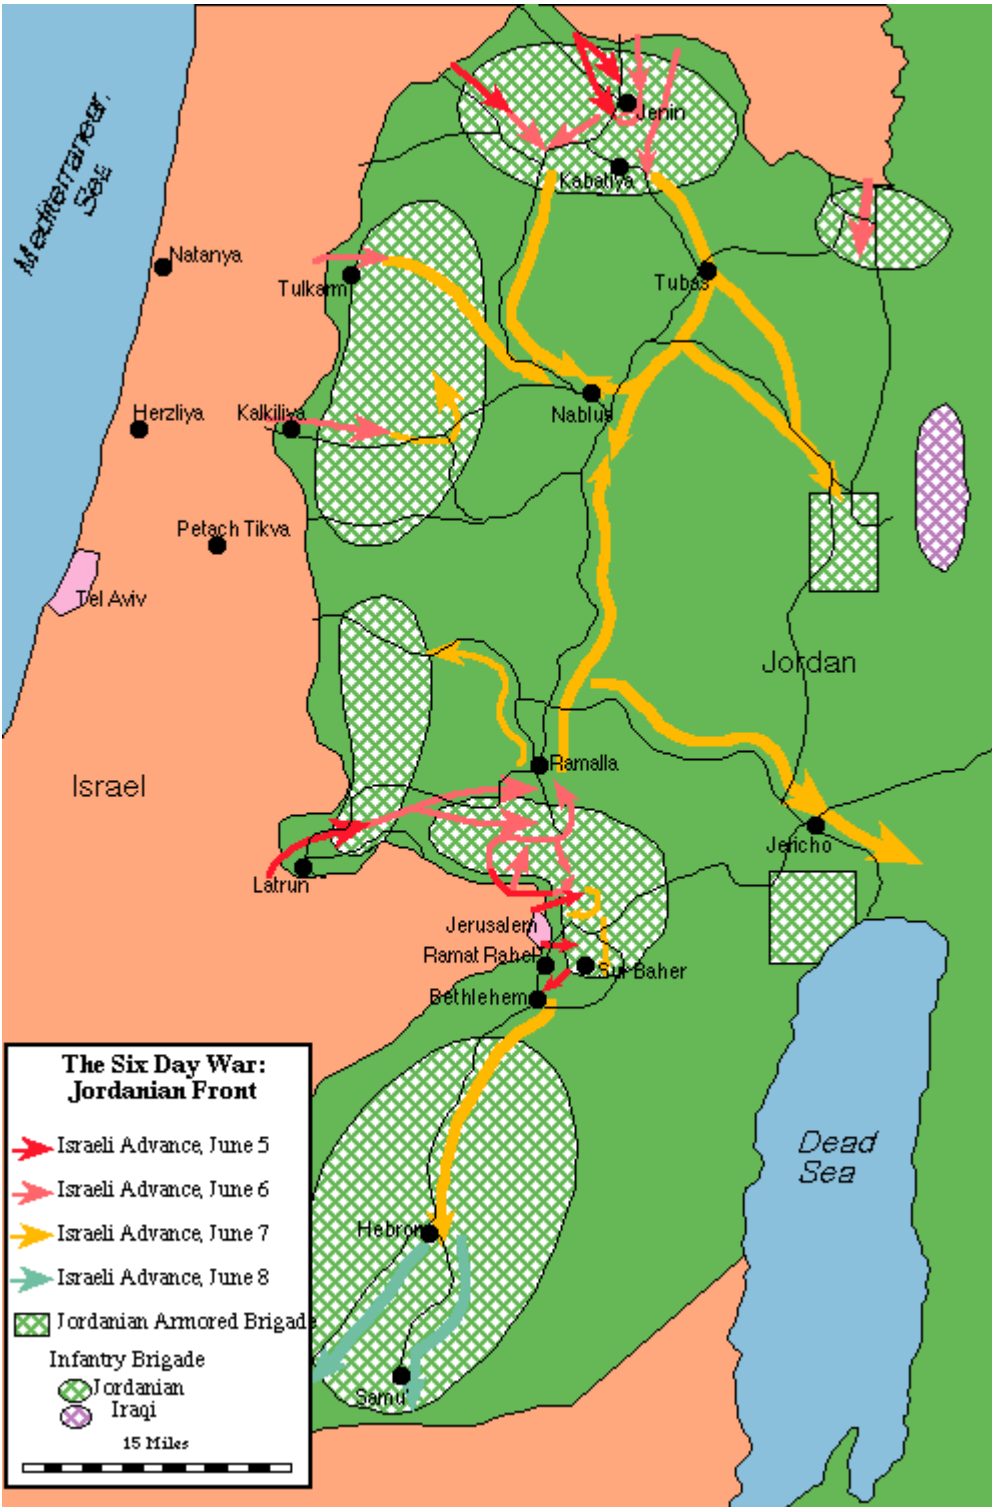 Mediterranean
Sea
Jenin
Kabatiya
Natanya
Tulkarm
Tubas
Herzliya
Kalkiliya
Nablus
Petach Tikva
Tel Aviv
Jordan
Israel
Ramalla
Jericho
Latrun
Jerusalem
Ramat Rahel
Sur Baher
Bethlehem
Dead
Sea
Hebron
Samu'
The Six Day War:
Jordanian Front
Israeli Advance, June 5
Israeli Advance, June 6
Israeli Advance, June 7
Israeli Advance, June 8
Jordanian Armored Brigade
Infantry Brigade
Jordanian
Iraqi
15 Miles